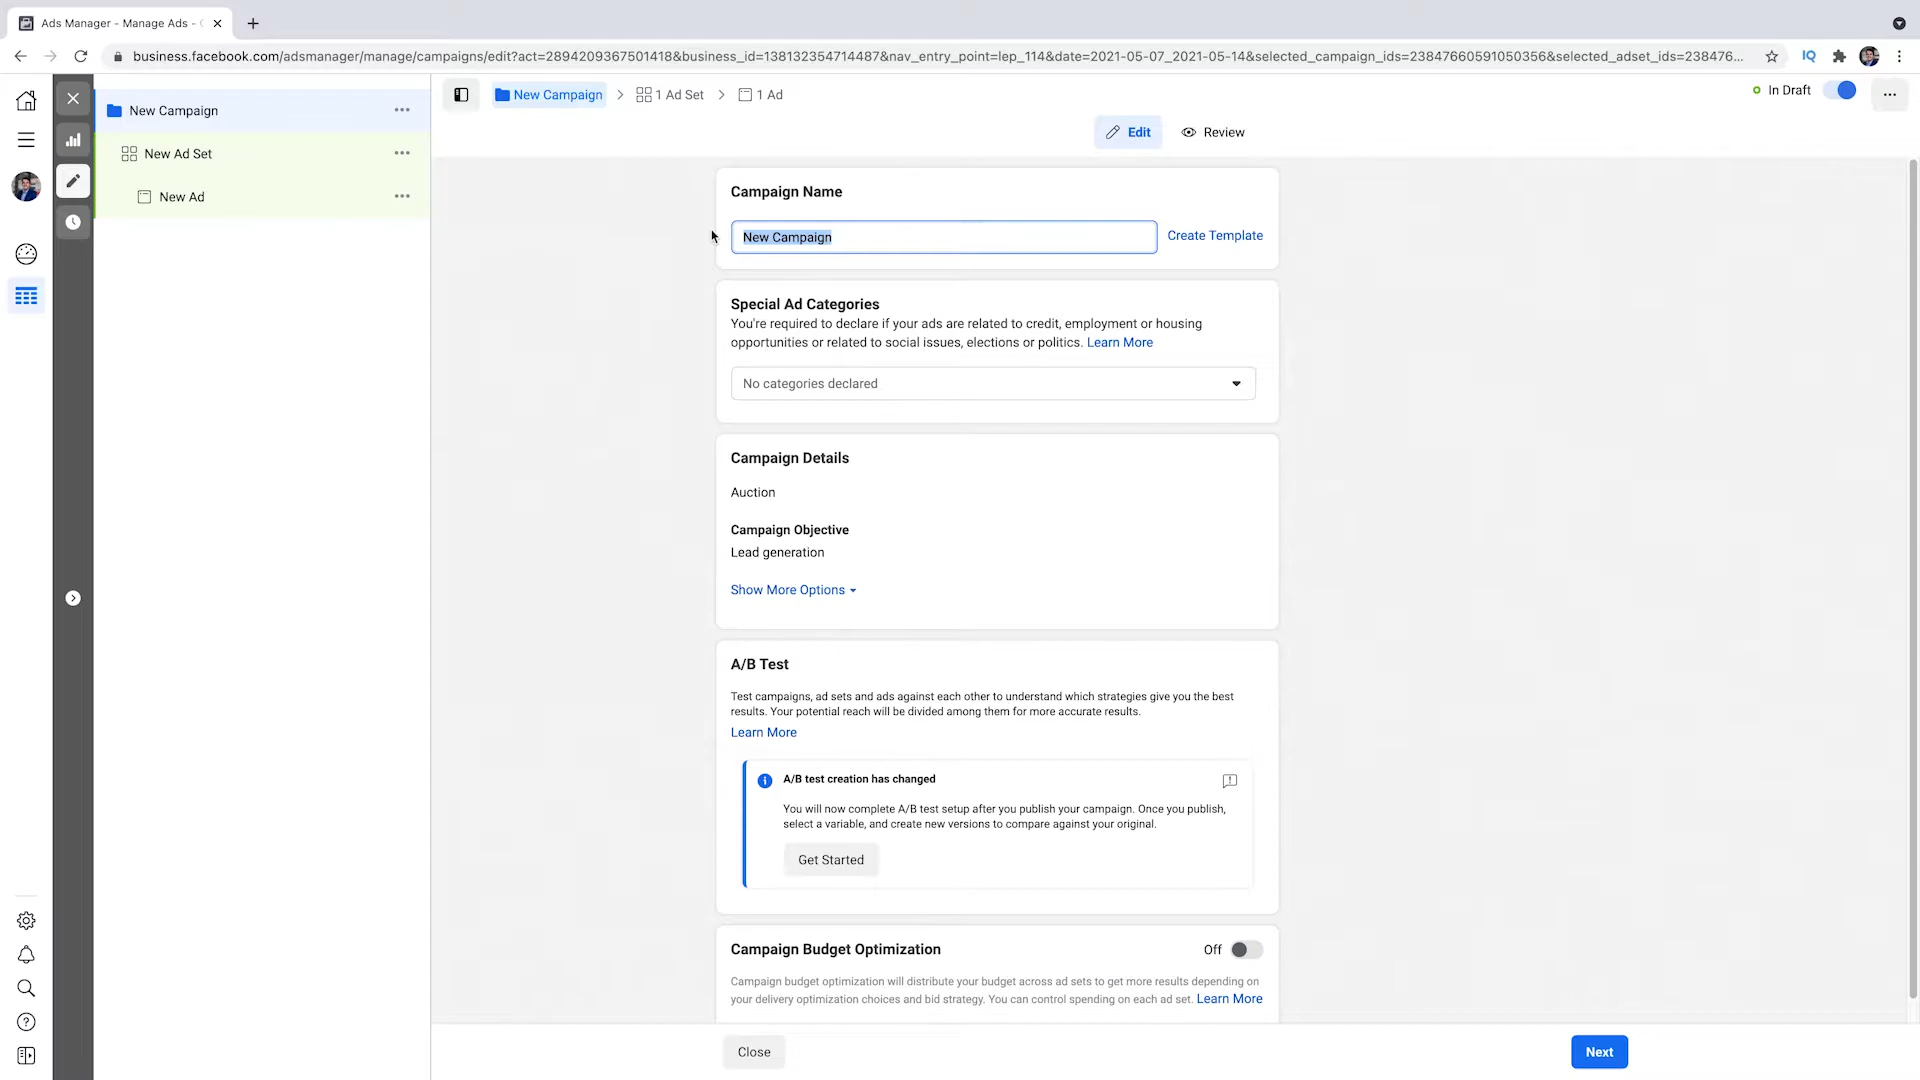 Ads Manager - Manage Ads - 
business.facebook.com/adsmanager/manage/campaigns/edit?act=2894209367501418&business_id=138132354714487&nav_entry_point=lep_114&date=2021-05-07_2021-05-14&selected_campaign_ids=23847660591050356&selected_adset_ids=238476...
IQ
New Campaign
New Ad Set
New Ad
New Campaign > 1 Ad Set > 1 Ad
In Draft
Edit Review
Campaign Name
New Campaign
Create Template
Special Ad Categories
You're required to declare if your ads are related to credit, employment or housing
opportunities or related to social issues, elections or politics. Learn More
No categories declared
Campaign Details
Auction
Campaign Objective
Lead generation
Show More Options
A/B Test
Test campaigns, ad sets and ads against each other to understand which strategies give you the best
results. Your potential reach will be divided among them for more accurate results.
Learn More
A/B test creation has changed
You will now complete A/B test setup after you publish your campaign. Once you publish,
select a variable, and create new versions to compare against your original.
Get Started
Campaign Budget Optimization
Off
Campaign budget optimization will distribute your budget across ad sets to get more results depending on
your delivery optimization choices and bid strategy. You can control spending on each ad set. Learn More
Close
Next